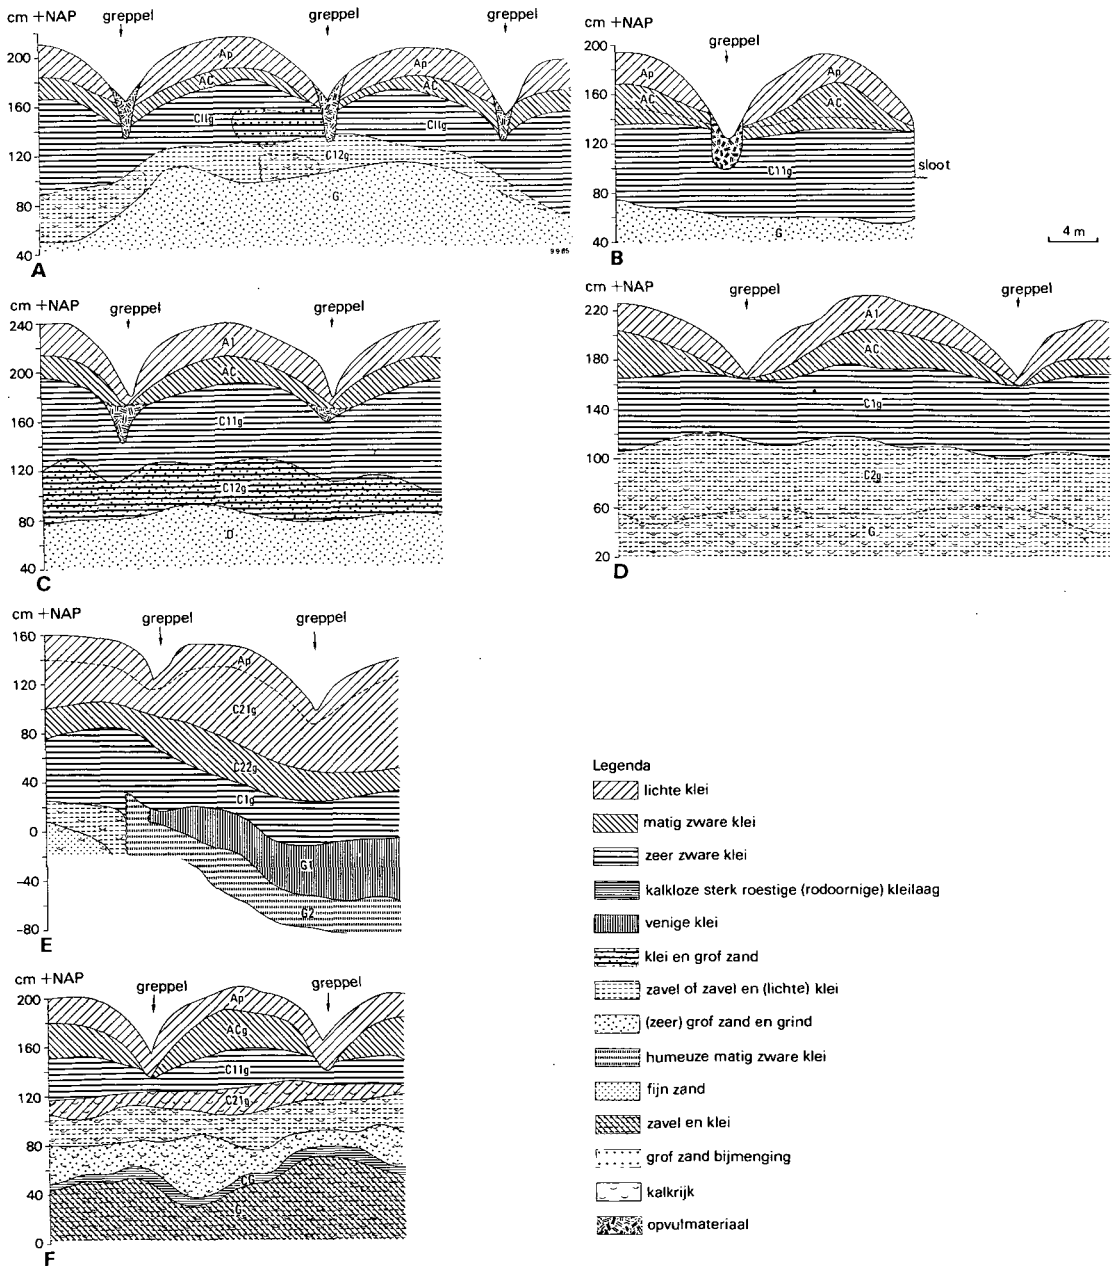 cm +NAP
greppel
greppel
greppel
200
160
120
80
40
Ap
Ap
AC
AC
C11g
C11g
C12g
G
A
cm +NAP
greppel
200
160
120
80
40
Ap
Ap
AC
AC
C11g
G
sloot
4 m
B
cm +NAP
greppel
greppel
240
200
160
120
80
40
A1
AC
C11g
C12g
D
C
cm +NAP
greppel
greppel
220
180
140
100
60
20
A1
AC
C1g
C2g
G
D
cm +NAP
greppel
greppel
160
120
80
40
0
-40
-80
Ap
C21g
C22g
C1g
G1
G2
E
cm +NAP
greppel
greppel
200
160
120
80
40
0
Ap
ACg
C11g
C21g
CG
G
F
Legenda
lichte klei
matig zware klei
zeer zware klei
kalkloze sterk roestige (rodoornige) kleilaag
venige klei
klei en grof zand
zavel of zavel en (lichte) klei
(zeer) grof zand en grind
humeuze matig zware klei
fijn zand
zavel en klei
grof zand bijmenging
kalkrijk
opvulmateriaal